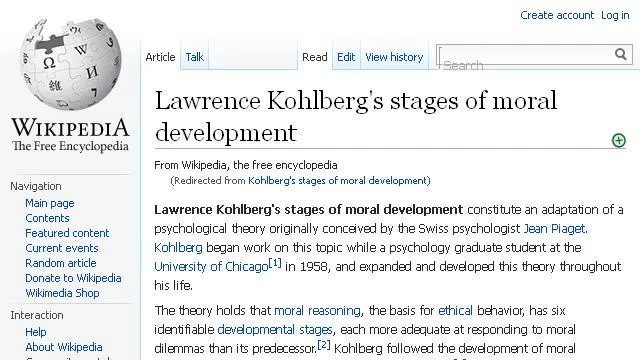 Create account Log in
Article Talk Read Edit View history Search
WIKIPEDIA
The Free Encyclopedia
Lawrence Kohlberg's stages of moral
development
From Wikipedia, the free encyclopedia
(Redirected from Kohlberg's stages of moral development)
Navigation
Main page
Contents
Featured content
Current events
Random article
Donate to Wikipedia
Wikimedia Shop
Interaction
Help
About Wikipedia
Lawrence Kohlberg's stages of moral development constitute an adaptation of a
psychological theory originally conceived by the Swiss psychologist Jean Piaget.
Kohlberg began work on this topic while a psychology graduate student at the
University of Chicago[1] in 1958, and expanded and developed this theory throughout
his life.
The theory holds that moral reasoning, the basis for ethical behavior, has six
identifiable developmental stages, each more adequate at responding to moral
dilemmas than its predecessor.[2] Kohlberg followed the development of moral